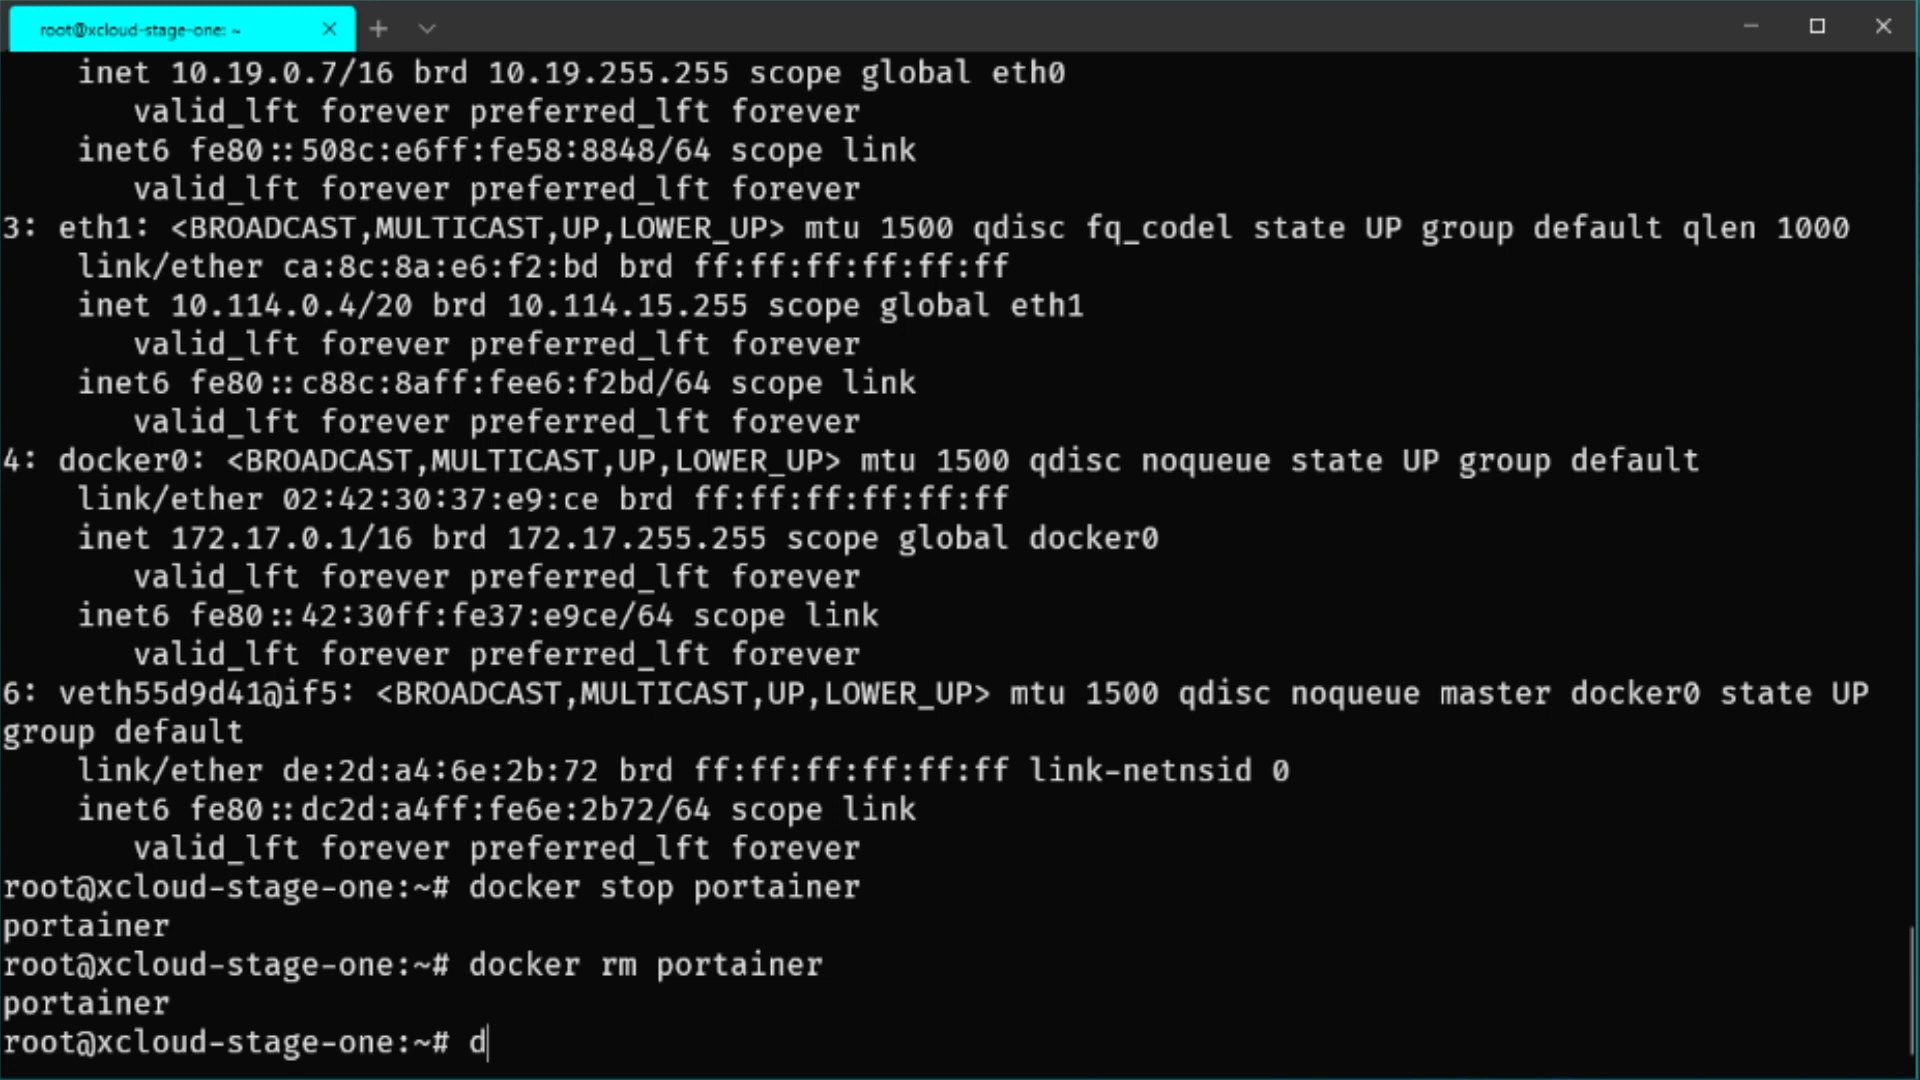 root@xcloud-stage-one: ~
inet 10.19.0.7/16 brd 10.19.255.255 scope global eth0
valid_lft forever preferred_lft forever
inet6 fe80::508c:e6ff:fe58:8848/64 scope link
valid_lft forever preferred_lft forever
3: eth1: <BROADCAST,MULTICAST,UP,LOWER_UP> mtu 1500 qdisc fq_codel state UP group default qlen 1000
link/ether ca:8c:8a:e6:f2:bd brd ff:ff:ff:ff:ff:ff
inet 10.114.0.4/20 brd 10.114.15.255 scope global eth1
valid_lft forever preferred_lft forever
inet6 fe80::c88c:8aff:fee6:f2bd/64 scope link
valid_lft forever preferred_lft forever
4: docker0: <BROADCAST,MULTICAST,UP,LOWER_UP> mtu 1500 qdisc noqueue state UP group default
link/ether 02:42:30:37:e9:ce brd ff:ff:ff:ff:ff:ff
inet 172.17.0.1/16 brd 172.17.255.255 scope global docker0
valid_lft forever preferred_lft forever
inet6 fe80::42:30ff:fe37:e9ce/64 scope link
valid_lft forever preferred_lft forever
6: veth55d9d41@if5: <BROADCAST,MULTICAST,UP,LOWER_UP> mtu 1500 qdisc noqueue master docker0 state UP
group default
link/ether de:2d:a4:6e:2b:72 brd ff:ff:ff:ff:ff:ff link-netnsid 0
inet6 fe80::dc2d:a4ff:fe6e:2b72/64 scope link
valid_lft forever preferred_lft forever
root@xcloud-stage-one:~# docker stop portainer
portainer
root@xcloud-stage-one:~# docker rm portainer
portainer
root@xcloud-stage-one:~# d